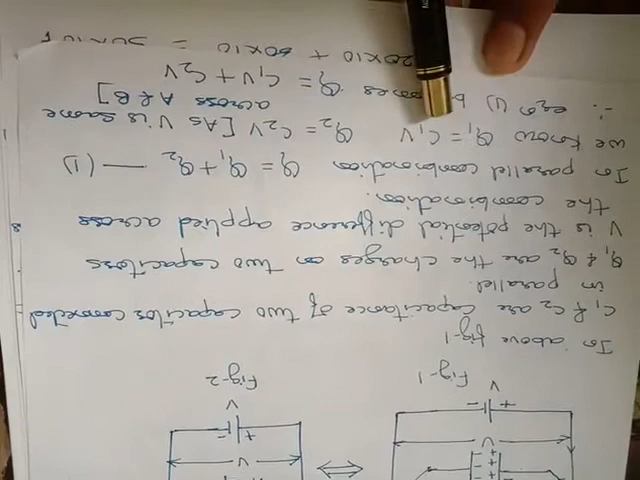 V
V
+ -
+ -
V
V
Fig-1
Fig-2
In above fig-1
C1 & C2 are capacitance of two capacitor connected
in parallel.
q1 & q2 are the charges on two capacitors
V is the potential difference applied across
the combination.
In parallel combination q = q1 + q2 — (1)
we know q1 = C1V q2 = C2V [As V is same
across A & B]
∴ eqn (1) q = C1V + C2V